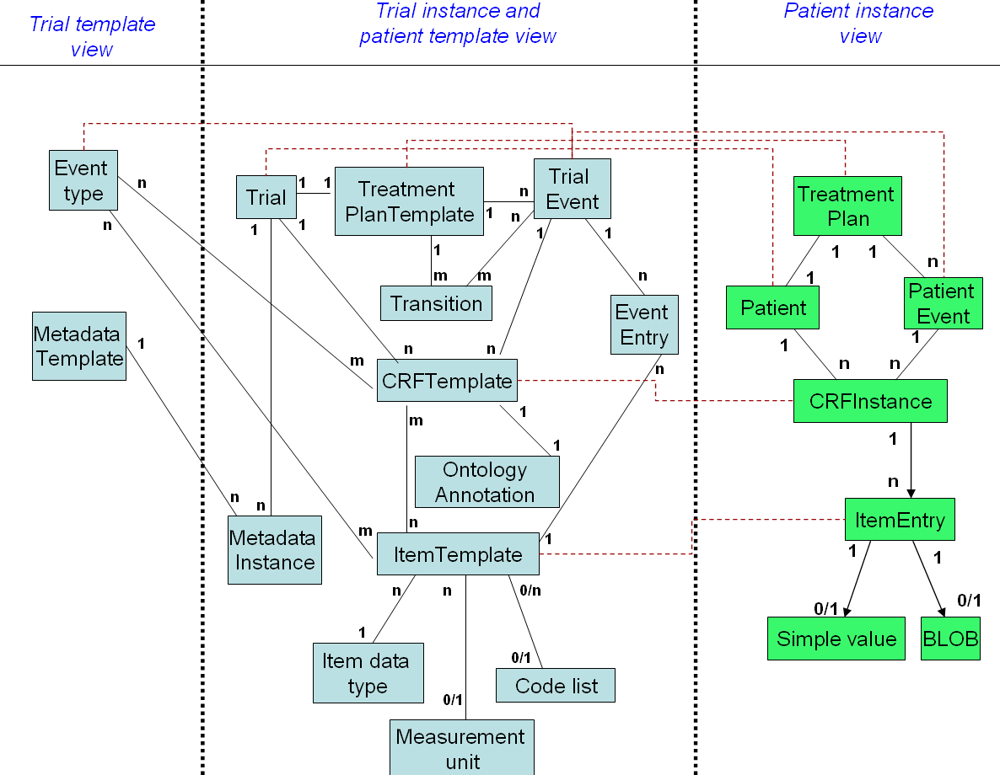 Trial template
view
Trial instance and
patient template view
Patient instance
view
Event
type
n
n
Metadata
Template
1
Trial
1
1
1
1
Treatment
PlanTemplate
1
1
n
n
Trial
Event
1
1
m
m
Transition
n
Event
Entry
n
m
n
n
CRFTemplate
m
1
1
Ontology
Annotation
n
n
Metadata
Instance
m
n
1
ItemTemplate
n
n
0/n
1
0/1
0/1
Item data
type
Code list
Measurement
unit
Treatment
Plan
1
1
1
n
Patient
Patient
Event
1
1
n
n
CRFInstance
1
n
ItemEntry
1
1
0/1
0/1
Simple value
BLOB